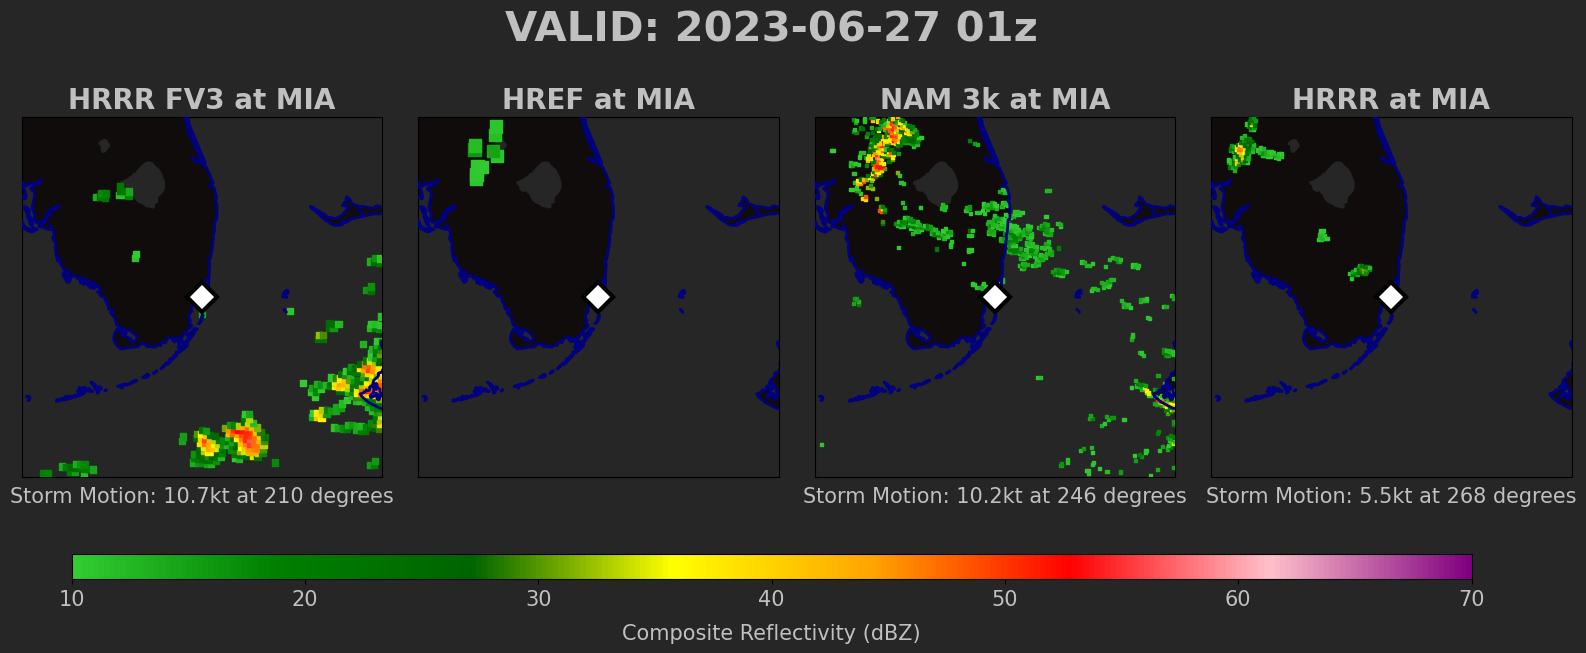 VALID: 2023-06-27 01z
HRRR FV3 at MIA
HREF at MIA
NAM 3k at MIA
HRRR at MIA
Storm Motion: 10.7kt at 210 degrees
Storm Motion: 10.2kt at 246 degrees
Storm Motion: 5.5kt at 268 degrees
10 20 30 40 50 60 70
Composite Reflectivity (dBZ)